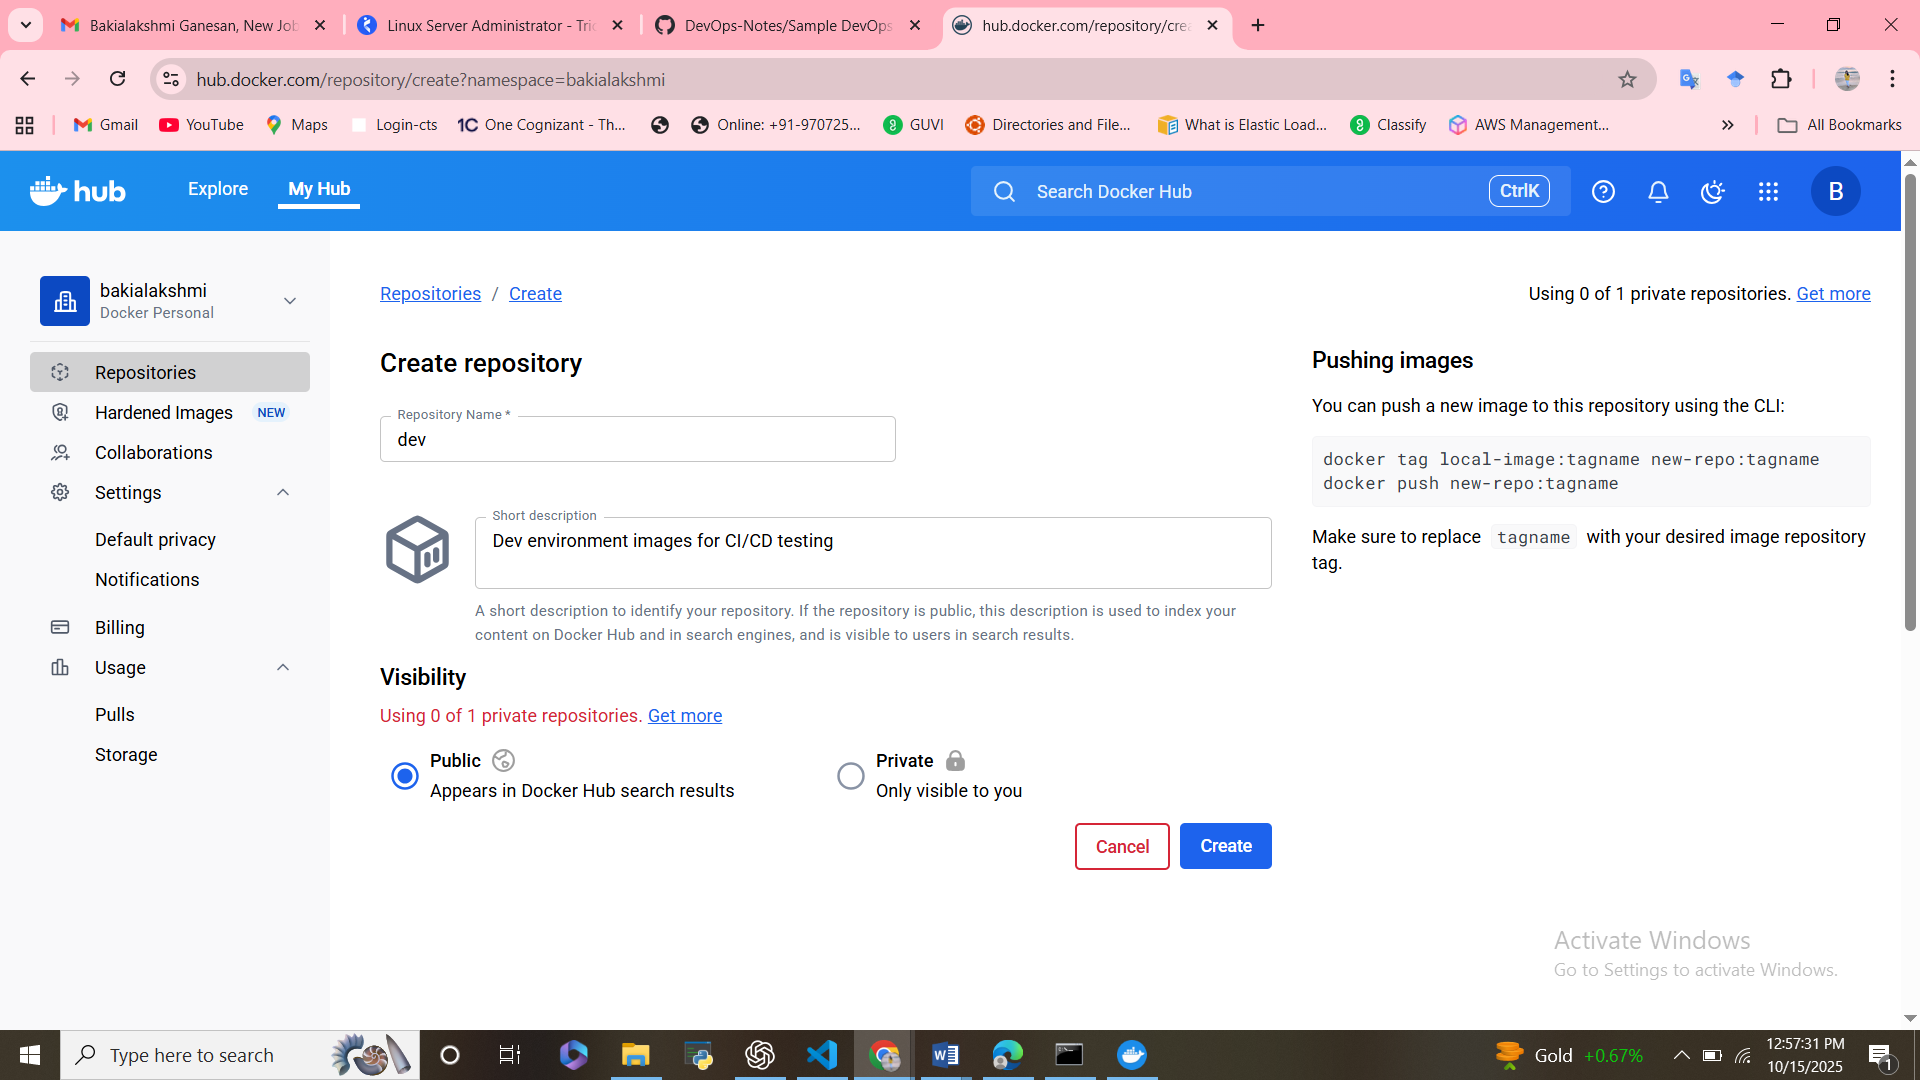 Bakialakshmi Ganesan, New Job
Linux Server Administrator - Tric
DevOps-Notes/Sample DevOps
hub.docker.com/repository/crea
hub.docker.com/repository/create?namespace=bakialakshmi
Gmail
YouTube
Maps
Login-cts
1C One Cognizant - Th...
Online: +91-970725...
GUVI
Directories and File...
What is Elastic Load...
Classify
AWS Management...
All Bookmarks
hub
Explore
My Hub
Search Docker Hub
CtrlK
B
bakialakshmi
Docker Personal
Repositories
Hardened Images NEW
Collaborations
Settings
Default privacy
Notifications
Billing
Usage
Pulls
Storage
Repositories / Create
Using 0 of 1 private repositories. Get more
Create repository
Repository Name *
dev
Short description
Dev environment images for CI/CD testing
A short description to identify your repository. If the repository is public, this description is used to index your
content on Docker Hub and in search engines, and is visible to users in search results.
Visibility
Using 0 of 1 private repositories. Get more
Public
Appears in Docker Hub search results
Private
Only visible to you
Cancel
Create
Pushing images
You can push a new image to this repository using the CLI:
docker tag local-image:tagname new-repo:tagname
docker push new-repo:tagname
Make sure to replace tagname with your desired image repository
tag.
Activate Windows
Go to Settings to activate Windows.
Type here to search
Gold +0.67%
12:57:31 PM
10/15/2025
1